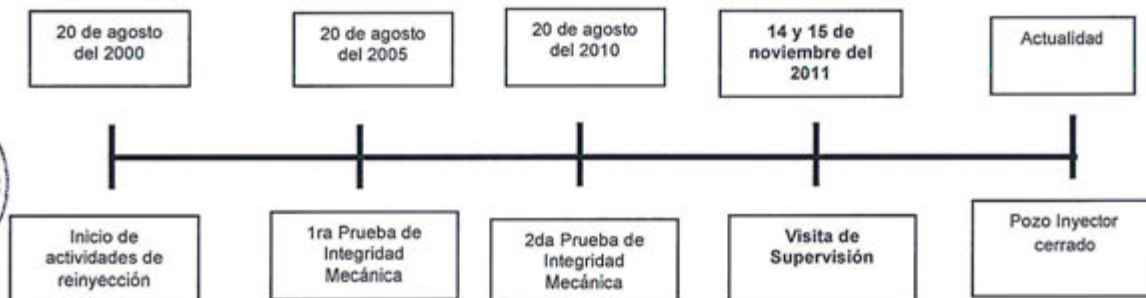 20 de agosto
del 2000
20 de agosto
del 2005
20 de agosto
del 2010
14 y 15 de
noviembre del
2011
Actualidad
Inicio de
actividades de
reinyección
1ra Prueba de
Integridad
Mecánica
2da Prueba de
Integridad
Mecánica
Visita de
Supervisión
Pozo Inyector
cerrado